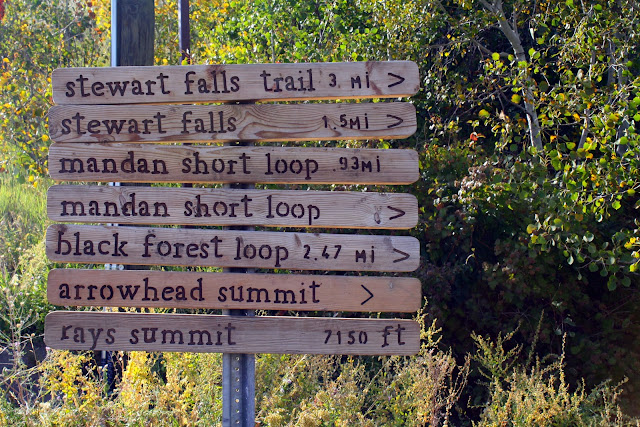 stewart falls trail 3. mi >
stewart falls 1.5mi >
mandan short loop .93mi
mandan short loop >
black forest loop 2.47 mi >
arrowhead summit >
rays summit 7150 ft